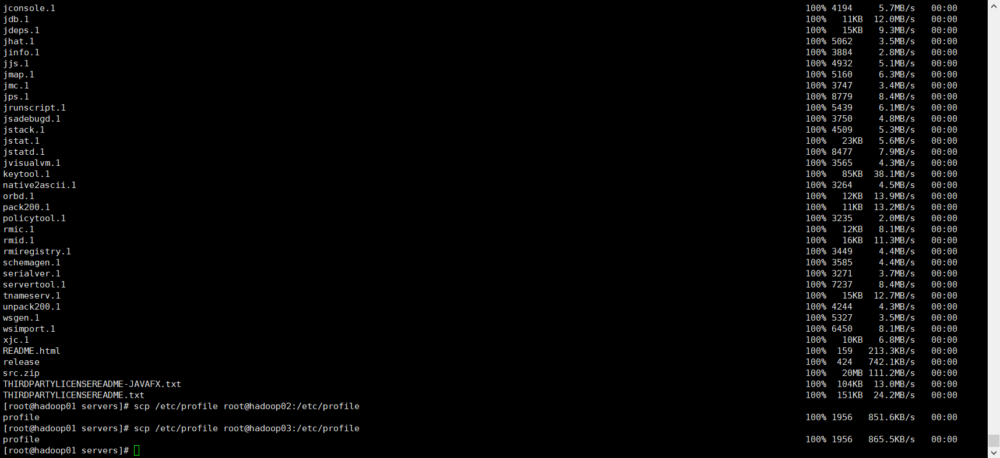 jconsole.1 100% 4194 5.7MB/s 00:00
jdb.1 100% 11KB 12.0MB/s 00:00
jdeps.1 100% 15KB 9.3MB/s 00:00
jhat.1 100% 5062 3.5MB/s 00:00
jinfo.1 100% 3884 2.8MB/s 00:00
jjs.1 100% 4932 5.1MB/s 00:00
jmap.1 100% 5160 6.3MB/s 00:00
jmc.1 100% 3747 3.4MB/s 00:00
jps.1 100% 8779 8.4MB/s 00:00
jrunscript.1 100% 5439 6.1MB/s 00:00
jsadebugd.1 100% 3750 4.8MB/s 00:00
jstack.1 100% 4509 5.3MB/s 00:00
jstat.1 100% 23KB 5.6MB/s 00:00
jstatd.1 100% 8477 7.9MB/s 00:00
jvisualvm.1 100% 3565 4.3MB/s 00:00
keytool.1 100% 85KB 38.1MB/s 00:00
native2ascii.1 100% 3264 4.5MB/s 00:00
orbd.1 100% 12KB 13.9MB/s 00:00
pack200.1 100% 11KB 13.2MB/s 00:00
policytool.1 100% 3235 2.0MB/s 00:00
rmic.1 100% 12KB 8.1MB/s 00:00
rmid.1 100% 16KB 11.3MB/s 00:00
rmiregistry.1 100% 3449 4.4MB/s 00:00
schemagen.1 100% 3585 4.4MB/s 00:00
serialver.1 100% 3271 3.7MB/s 00:00
servertool.1 100% 7237 8.4MB/s 00:00
tnameserv.1 100% 15KB 12.7MB/s 00:00
unpack200.1 100% 4244 4.3MB/s 00:00
wsgen.1 100% 5327 3.5MB/s 00:00
wsimport.1 100% 6450 8.1MB/s 00:00
xjc.1 100% 10KB 6.8MB/s 00:00
README.html 100% 159 213.3KB/s 00:00
release 100% 424 742.1KB/s 00:00
src.zip 100% 20MB 111.2MB/s 00:00
THIRDPARTYLICENSEREADME-JAVAFX.txt 100% 104KB 13.0MB/s 00:00
THIRDPARTYLICENSEREADME.txt 100% 151KB 24.2MB/s 00:00
[root@hadoop01 servers]# scp /etc/profile root@hadoop02:/etc/profile
profile 100% 1956 851.6KB/s 00:00
[root@hadoop01 servers]# scp /etc/profile root@hadoop03:/etc/profile
profile 100% 1956 865.5KB/s 00:00
[root@hadoop01 servers]#